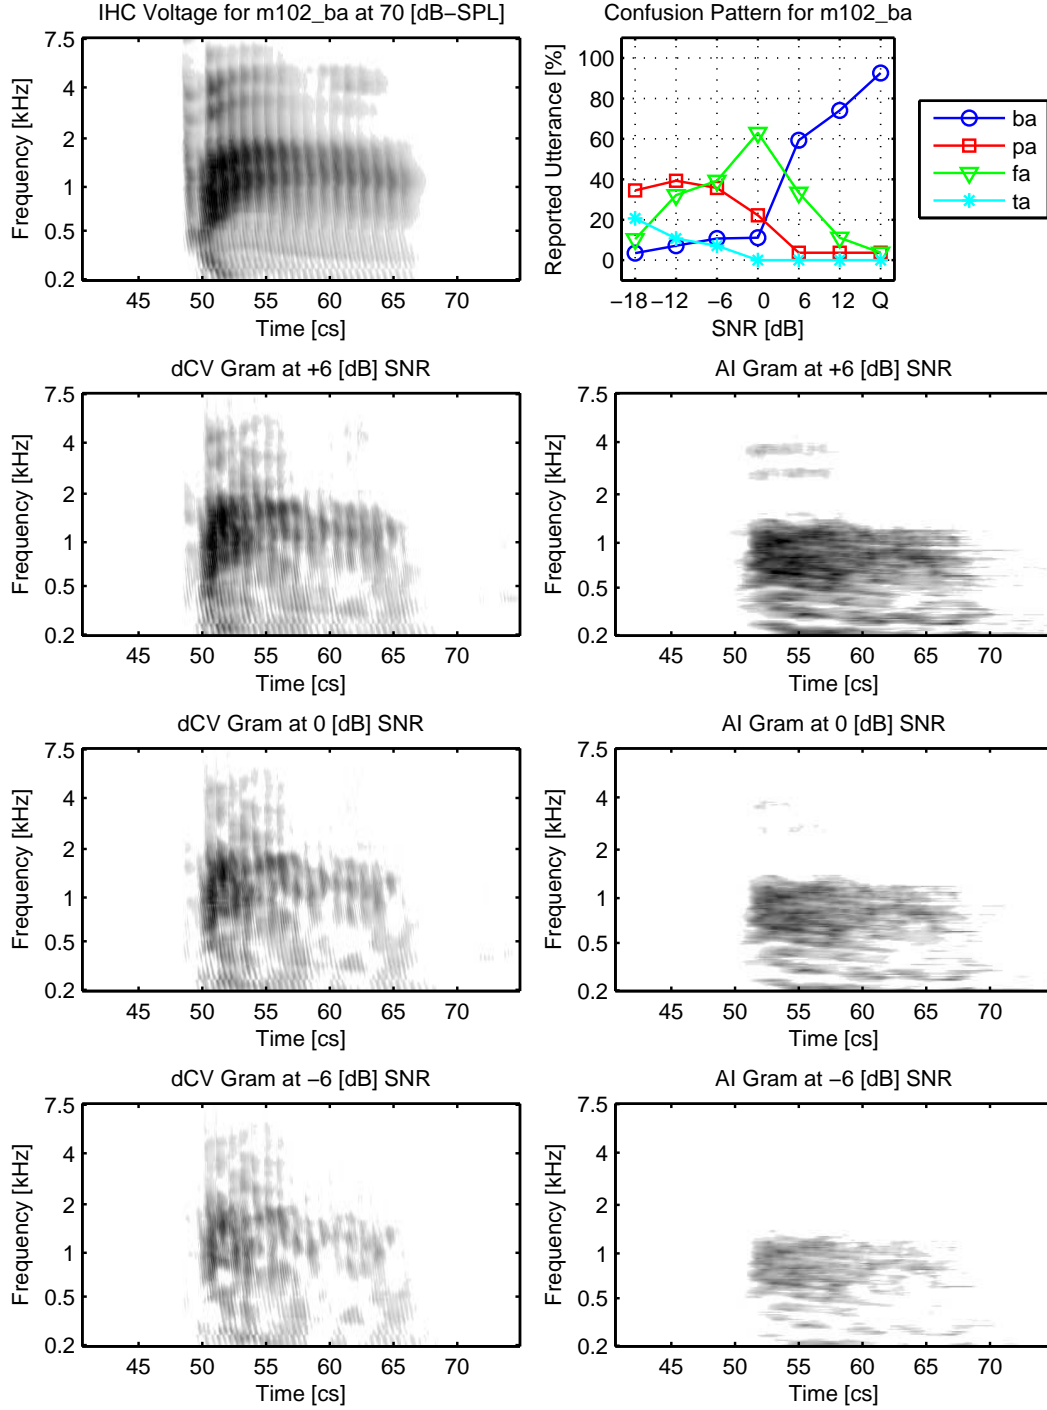 IHC Voltage for m102_ba at 70 [dB−SPL]
7.5
4
2
1
0.5
0.2
Frequency [kHz]
45 50 55 60 65 70
Time [cs]
Confusion Pattern for m102_ba
100
80
60
40
20
0
Reported Utterance [%]
−18 −12 −6 0 6 12 Q
SNR [dB]
ba
pa
fa
ta
dCV Gram at +6 [dB] SNR
7.5
4
2
1
0.5
0.2
Frequency [kHz]
45 50 55 60 65 70
Time [cs]
AI Gram at +6 [dB] SNR
7.5
4
2
1
0.5
0.2
Frequency [kHz]
45 50 55 60 65 70
Time [cs]
dCV Gram at 0 [dB] SNR
7.5
4
2
1
0.5
0.2
Frequency [kHz]
45 50 55 60 65 70
Time [cs]
AI Gram at 0 [dB] SNR
7.5
4
2
1
0.5
0.2
Frequency [kHz]
45 50 55 60 65 70
Time [cs]
dCV Gram at −6 [dB] SNR
7.5
4
2
1
0.5
0.2
Frequency [kHz]
45 50 55 60 65 70
Time [cs]
AI Gram at −6 [dB] SNR
7.5
4
2
1
0.5
0.2
Frequency [kHz]
45 50 55 60 65 70
Time [cs]